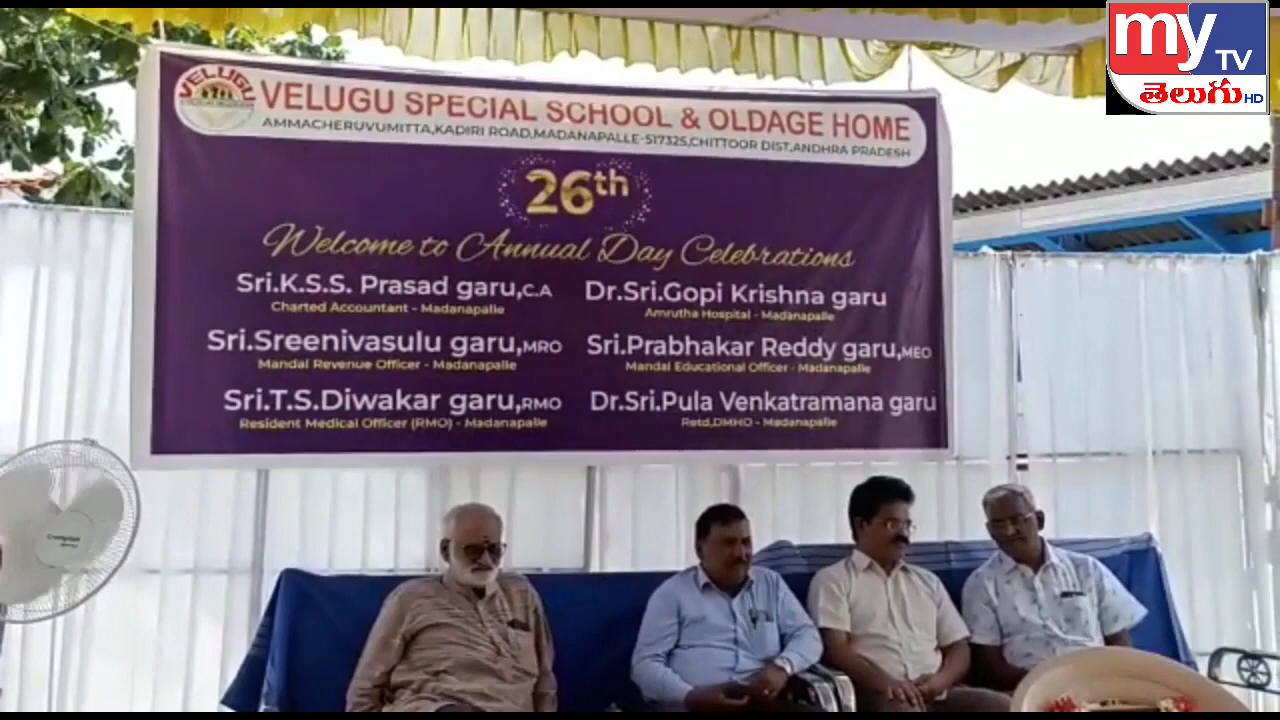 my TV
తెలుగు HD
VELUGU
VELUGU SPECIAL SCHOOL & OLDAGE HOME
AMMACHERUVUMITTA,KADIRI ROAD,MADANAPALLE-517325,CHITTOOR DIST,ANDHRA PRADESH
26th
Welcome to Annual Day Celebrations
Sri.K.S.S. Prasad garu,C.A
Charted Accountant - Madanapalle
Dr.Sri.Gopi Krishna garu
Amrutha Hospital - Madanapalle
Sri.Sreenivasulu garu,MRO
Mandal Revenue Officer - Madanapalle
Sri.Prabhakar Reddy garu,MEO
Mandal Educational Officer - Madanapalle
Sri.T.S.Diwakar garu,RMO
Resident Medical Officer (RMO) - Madanapalle
Dr.Sri.Pula Venkatramana garu
Retd,DMHO - Madanapalle
Crompton